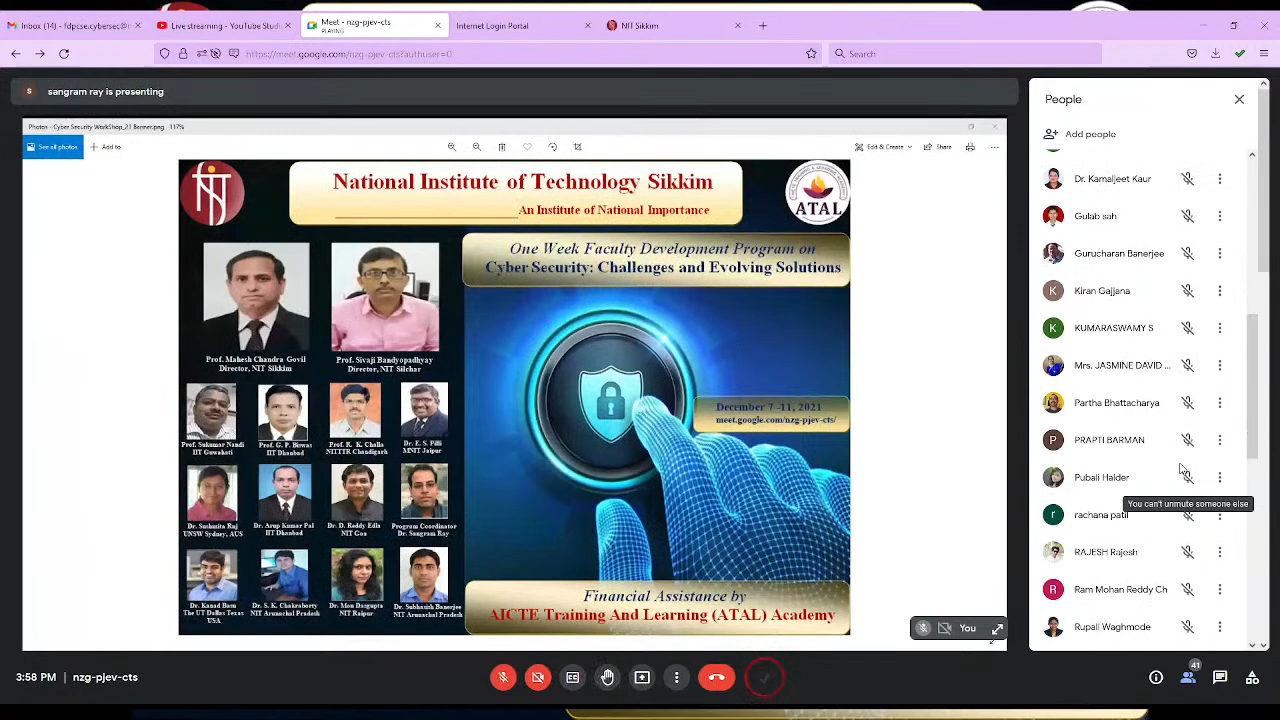 Inbox (14) - fdpcse.cybersec@
Live streaming - YouTube Studi
Meet - nzg-pjev-cts
PLAYING
Internet Login Portal
NIT Sikkim
https://meet.google.com/nzg-pjev-cts?authuser=0
Search
s
sangram ray is presenting
Photos - Cyber Security WorkShop_21 Banner.png 117%
See all photos
Add to
Edit & Create
Share
National Institute of Technology Sikkim
An Institute of National Importance
ATAL
One Week Faculty Development Program on
Cyber Security: Challenges and Evolving Solutions
Prof. Mahesh Chandra Govil
Director, NIT Sikkim
Prof. Sivaji Bandyopadhyay
Director, NIT Silchar
December 7 -11, 2021
meet.google.com/nzg-pjev-cts/
Prof. Sukumar Nandi
IIT Guwahati
Prof. G. P. Biswas
IIT Dhanbad
Prof. R. K. Challa
NITTTR Chandigarh
Dr. E. S. Pilli
MNIT Jaipur
Dr. Sushmita Ruj
UNSW Sydney, AUS
Dr. Arup Kumar Pal
IIT Dhanbad
Dr. D. Reddy Edla
NIT Goa
Program Coordinator
Dr. Sangram Ray
Dr. Kanad Basu
The UT Dallas Texas
USA
Dr. S. K. Chakraborty
NIT Arunachal Pradesh
Dr. Mou Dasgupta
NIT Raipur
Dr. Subhasish Banerjee
NIT Arunachal Pradesh
Financial Assistance by
AICTE Training And Learning (ATAL) Academy
You
People
Add people
Dr. Kamaljeet Kaur
Gulab sah
Gurucharan Banerjee
K
Kiran Gajjana
K
KUMARASWAMY S
Mrs. JASMINE DAVID ...
Partha Bhattacharya
P
PRAPTI BARMAN
Pubali Halder
You can't unmute someone else
r
rachana patil
RAJESH Rajesh
R
Ram Mohan Reddy Ch
Rupali Waghmode
3:58 PM | nzg-pjev-cts
41